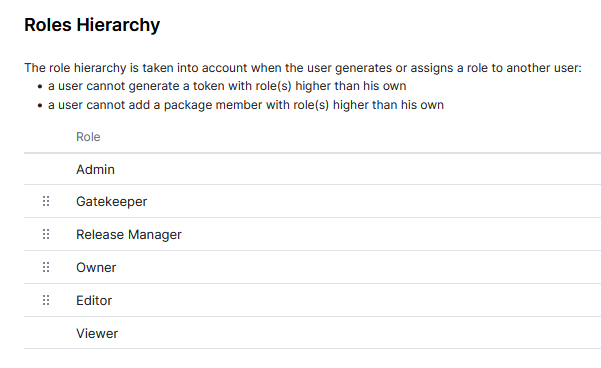 Roles Hierarchy
The role hierarchy is taken into account when the user generates or assigns a role to another user:
• a user cannot generate a token with role(s) higher than his own
• a user cannot add a package member with role(s) higher than his own
Role
Admin
Gatekeeper
Release Manager
Owner
Editor
Viewer